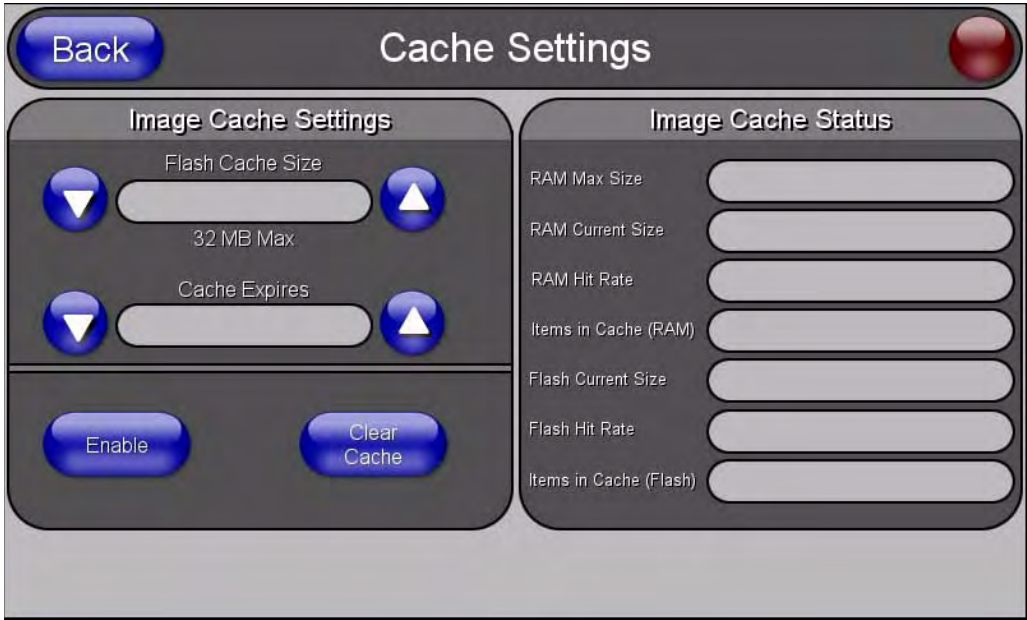 Back
Cache Settings
Image Cache Settings
Flash Cache Size
32 MB Max
Cache Expires
Enable
Clear
Cache
Image Cache Status
RAM Max Size
RAM Current Size
RAM Hit Rate
Items in Cache (RAM)
Flash Current Size
Flash Hit Rate
Items in Cache (Flash)